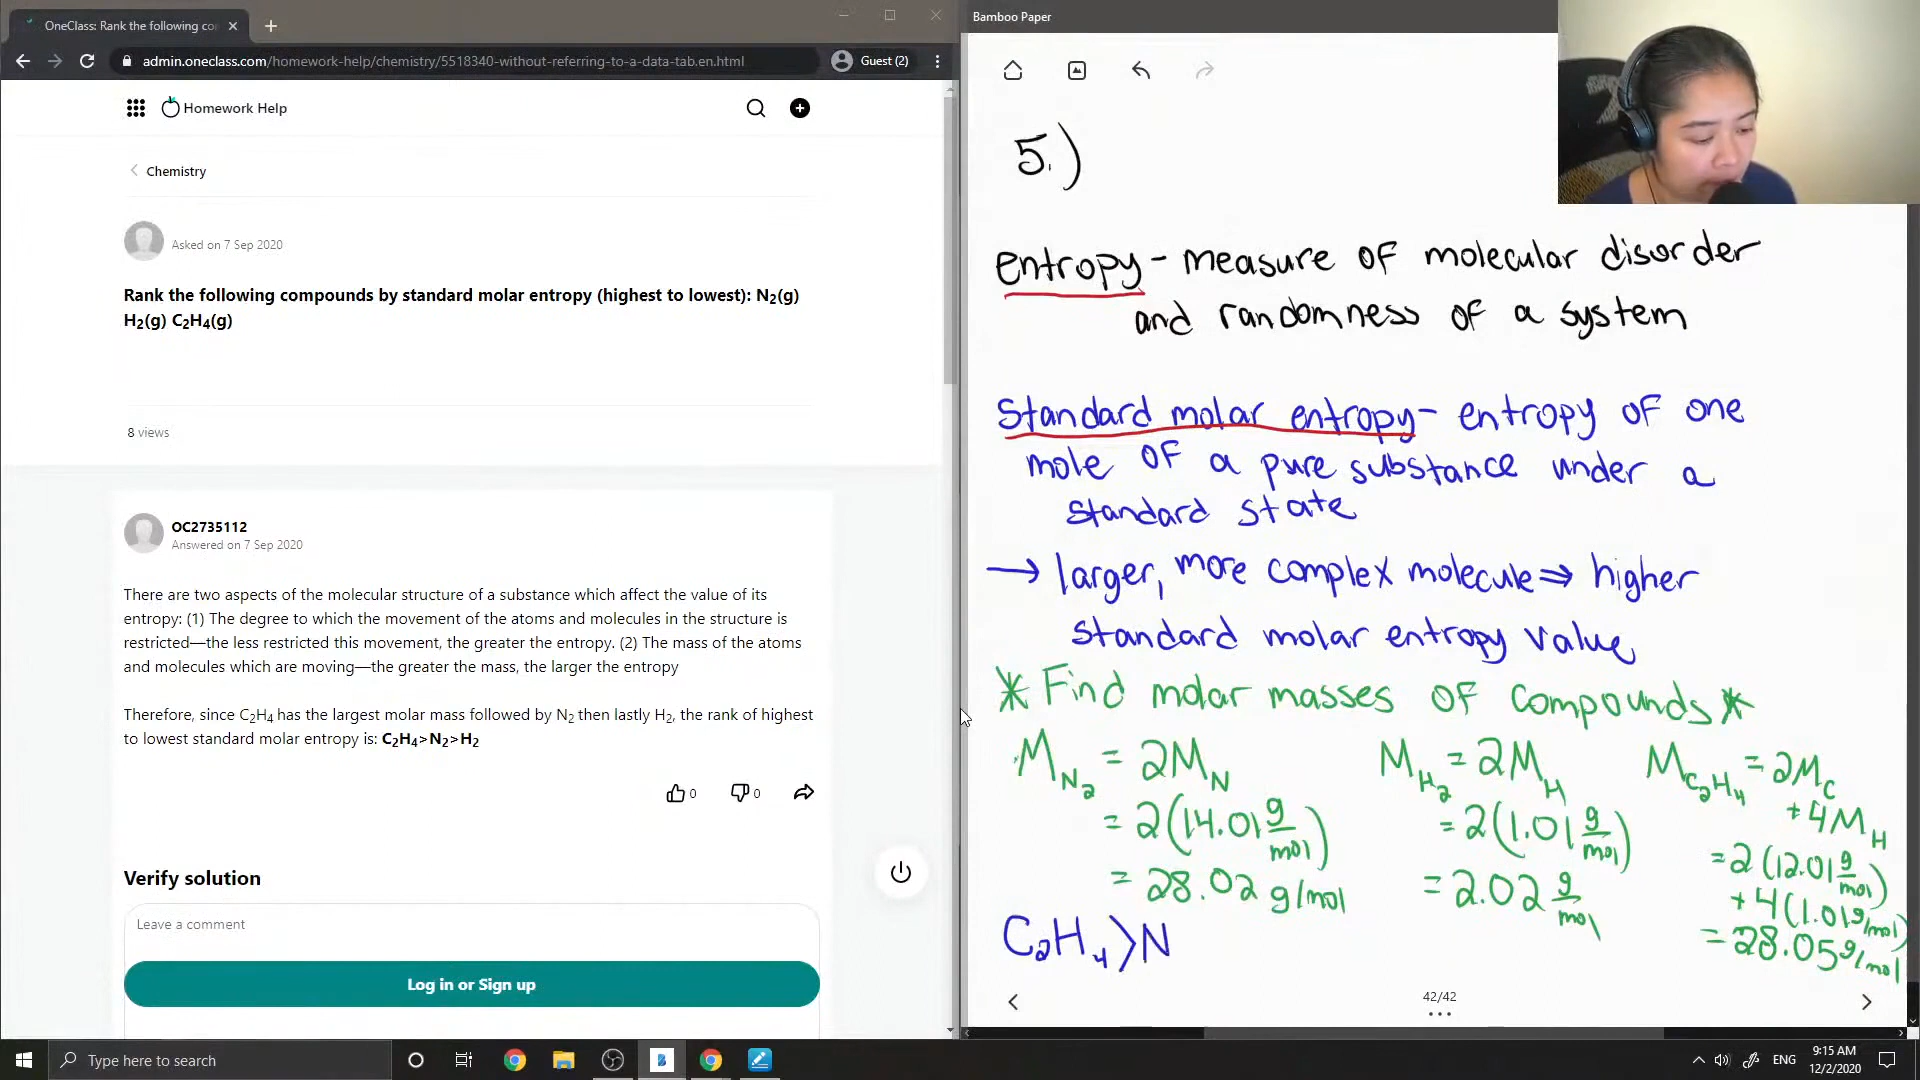 OneClass: Rank the following co
admin.oneclass.com/homework-help/chemistry/5518340-without-referring-to-a-data-tab.en.html
Guest (2)
Homework Help
Chemistry
Asked on 7 Sep 2020
Rank the following compounds by standard molar entropy (highest to lowest): N₂(g)
H₂(g) C₂H₄(g)
8 views
OC2735112
Answered on 7 Sep 2020
There are two aspects of the molecular structure of a substance which affect the value of its
entropy: (1) The degree to which the movement of the atoms and molecules in the structure is
restricted—the less restricted this movement, the greater the entropy. (2) The mass of the atoms
and molecules which are moving—the greater the mass, the larger the entropy
Therefore, since C₂H₄ has the largest molar mass followed by N₂ then lastly H₂, the rank of highest
to lowest standard molar entropy is: C₂H₄>N₂>H₂
0 0
Verify solution
Leave a comment
Log in or Sign up
Bamboo Paper
5.)
entropy - measure of molecular disorder
and randomness of a system
Standard molar entropy - entropy of one
mole of a pure substance under a
standard state
→ larger, more complex molecule ⇒ higher
standard molar entropy value
* Find molar masses of compounds *
M_N₂ = 2M_N
= 2(14.01 g/mol)
= 28.02 g/mol
M_H₂ = 2M_H
= 2(1.01 g/mol)
= 2.02 g/mol
M_C₂H₄ = 2M_C
+ 4M_H
= 2(12.01 g/mol)
+ 4(1.01 g/mol)
= 28.05 g/mol
C₂H₄ > N
42/42
Type here to search
ENG
9:15 AM
12/2/2020